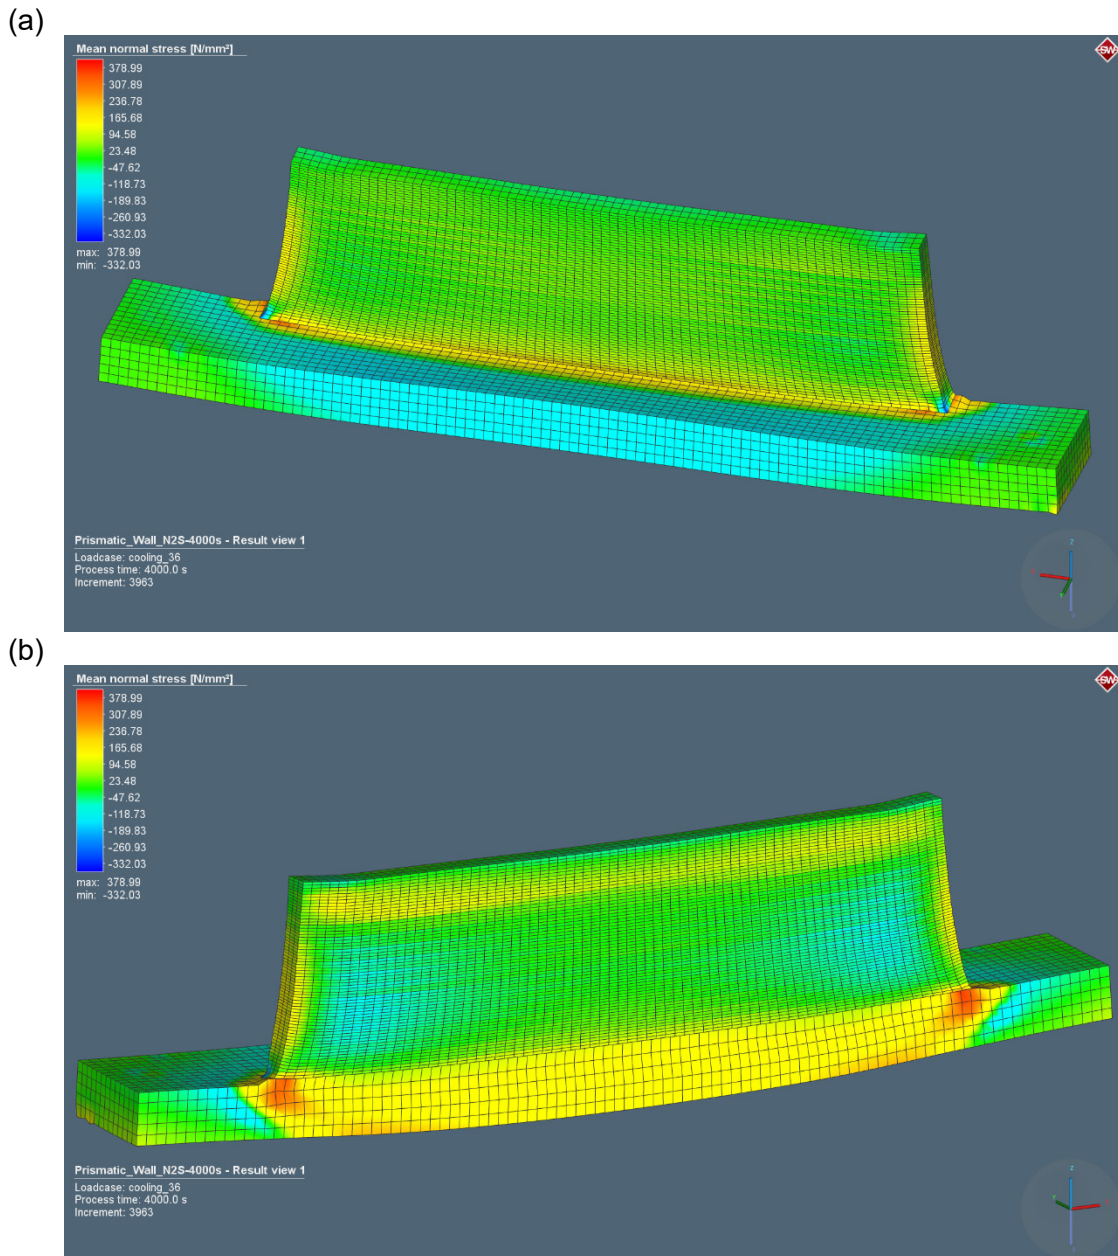 (a)
Mean normal stress [N/mm²]
378.99
307.89
236.78
165.68
94.58
23.48
-47.62
-118.73
-189.83
-260.93
-332.03
max: 378.99
min: -332.03
SW
Prismatic_Wall_N2S-4000s - Result view 1
Loadcase: cooling_36
Process time: 4000.0 s
Increment: 3963
Z
(b)
Mean normal stress [N/mm²]
378.99
307.89
236.78
165.68
94.58
23.48
-47.62
-118.73
-189.83
-260.93
-332.03
max: 378.99
min: -332.03
SW
Prismatic_Wall_N2S-4000s - Result view 1
Loadcase: cooling_36
Process time: 4000.0 s
Increment: 3963
Z